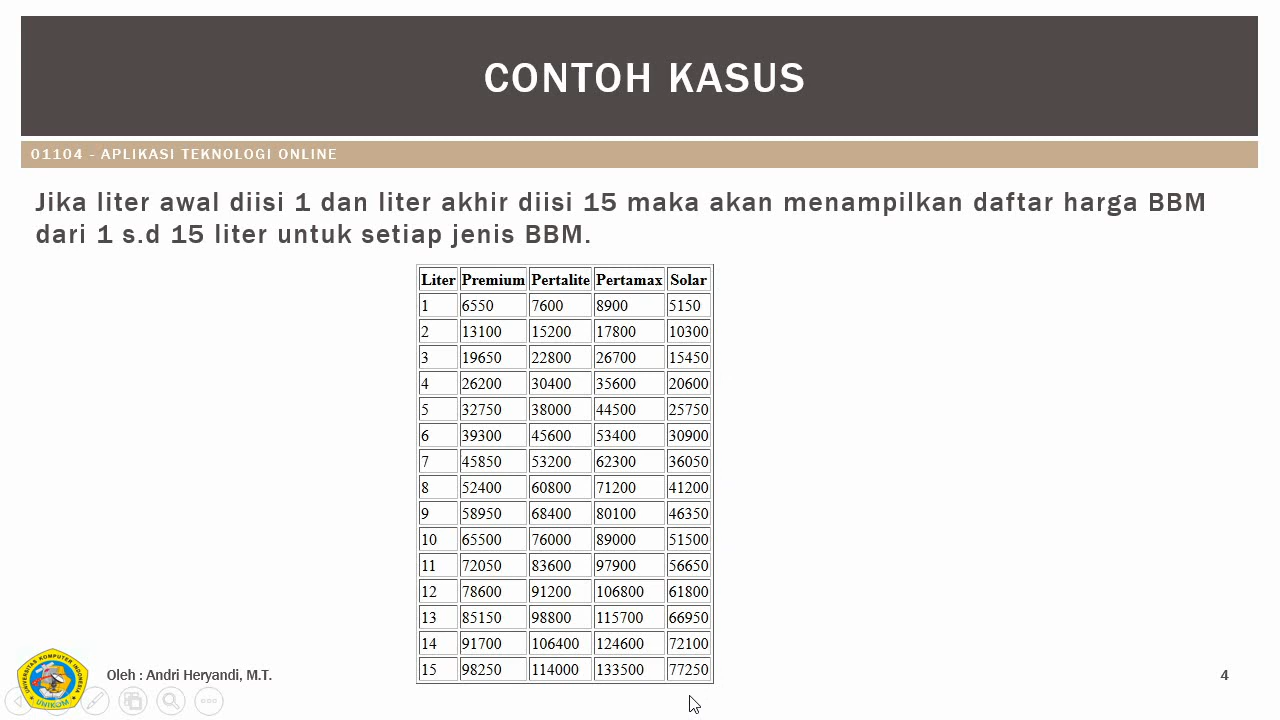 CONTOH KASUS
01104 - APLIKASI TEKNOLOGI ONLINE
Jika liter awal diisi 1 dan liter akhir diisi 15 maka akan menampilkan daftar harga BBM
dari 1 s.d 15 liter untuk setiap jenis BBM.
Liter Premium Pertalite Pertamax Solar
1 6550 7600 8900 5150
2 13100 15200 17800 10300
3 19650 22800 26700 15450
4 26200 30400 35600 20600
5 32750 38000 44500 25750
6 39300 45600 53400 30900
7 45850 53200 62300 36050
8 52400 60800 71200 41200
9 58950 68400 80100 46350
10 65500 76000 89000 51500
11 72050 83600 97900 56650
12 78600 91200 106800 61800
13 85150 98800 115700 66950
14 91700 106400 124600 72100
15 98250 114000 133500 77250
UNIVERSITAS KOMPUTER INDONESIA
UNIKOM
Oleh : Andri Heryandi, M.T.
4